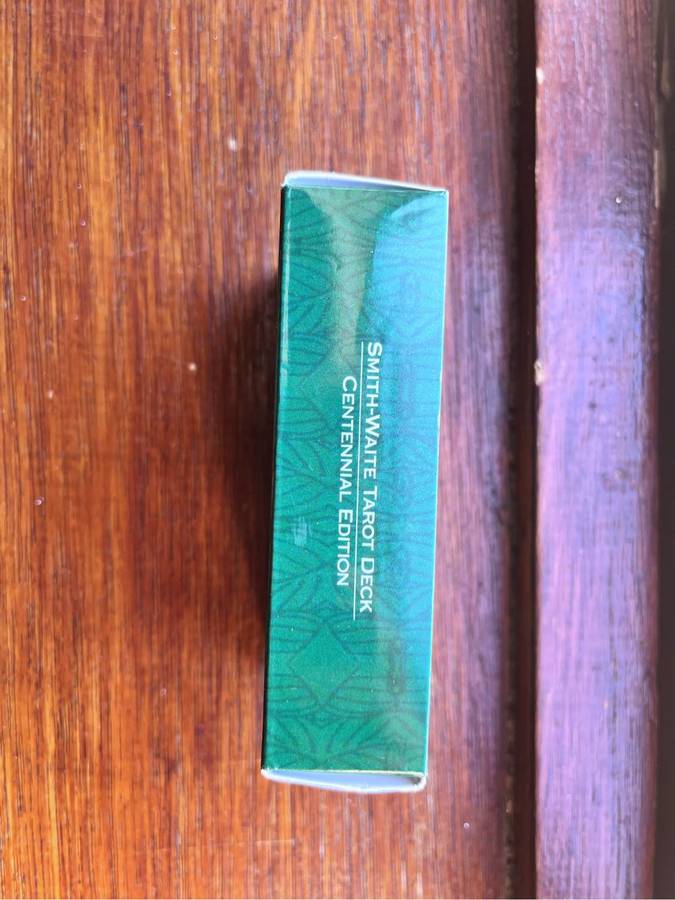 SMITH-WAITE TAROT DECK
CENTENNIAL EDITION